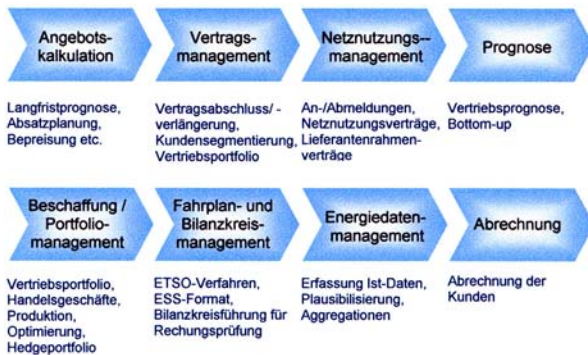 Angebots-
kalkulation
Vertrags-
management
Netznutzungs--
management
Prognose
Langfristprognose,
Absatzplanung,
Bepreisung etc.
Vertragsabschluss/ -
verlängerung,
Kundensegmentierung,
Vertriebsportfolio
An-/Abmeldungen,
Netznutzungsverträge,
Lieferantenrahmen-
verträge
Vertriebsprognose,
Bottom-up
Beschaffung /
Portfolio-
management
Fahrplan- und
Bilanzkreis-
management
Energiedaten-
management
Abrechnung
Vertriebsportfolio,
Handelsgeschäfte,
Produktion,
Optimierung,
Hedgeportfolio
ETSO-Verfahren,
ESS-Format,
Bilanzkreisführung für
Rechungsprüfung
Erfassung Ist-Daten,
Plausibilisierung,
Aggregationen
Abrechnung der
Kunden